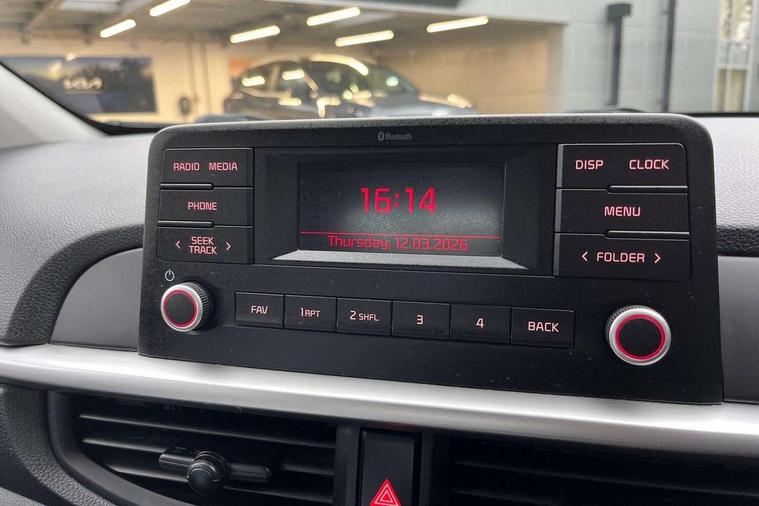 KIA
Bluetooth
RADIO MEDIA
PHONE
< SEEK TRACK >
16:14
Thursday, 12.03.2026
DISP CLOCK
MENU
< FOLDER >
FAV
1 RPT
2 SHFL
3
4
BACK